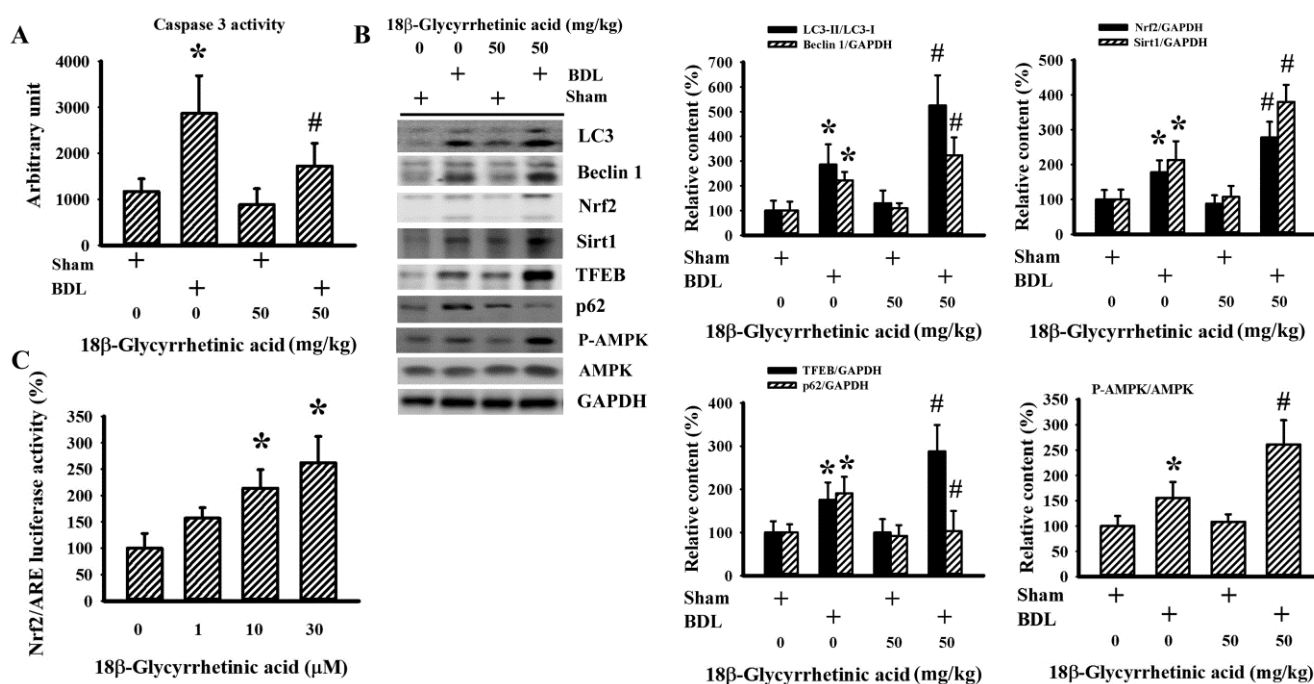 A
Caspase 3 activity
Arbitrary unit
4000
3000
2000
1000
0
*
#
Sham + +
BDL + +
0 0 50 50
18β-Glycyrrhetinic acid (mg/kg)
B
18β-Glycyrrhetinic acid
mg/kg
0 0 50 50
+ + BDL
+ + Sham
LC3
Beclin 1
Nrf2
Sirt1
TFEB
p62
P-AMPK
AMPK
GAPDH
C
Nrf2/ARE luciferase activity (%)
350
300
250
200
150
100
50
0
*
*
0 1 10 30
18β-Glycyrrhetinic acid (μM)
LC3-II/LC3-I
Beclin 1/GAPDH
Relative content (%)
700
600
500
400
300
200
100
0
* *
# #
Sham + +
BDL + +
0 0 50 50
18β-Glycyrrhetinic acid (mg/kg)
Nrf2/GAPDH
Sirt1/GAPDH
Relative content (%)
500
400
300
200
100
0
* *
# #
Sham + +
BDL + +
0 0 50 50
18β-Glycyrrhetinic acid (mg/kg)
TFEB/GAPDH
p62/GAPDH
Relative content (%)
400
300
200
100
0
* *
# #
Sham + +
BDL + +
0 0 50 50
18β-Glycyrrhetinic acid (mg/kg)
P-AMPK/AMPK
Relative content (%)
350
300
250
200
150
100
50
0
*
#
Sham + +
BDL + +
0 0 50 50
18β-Glycyrrhetinic acid (mg/kg)